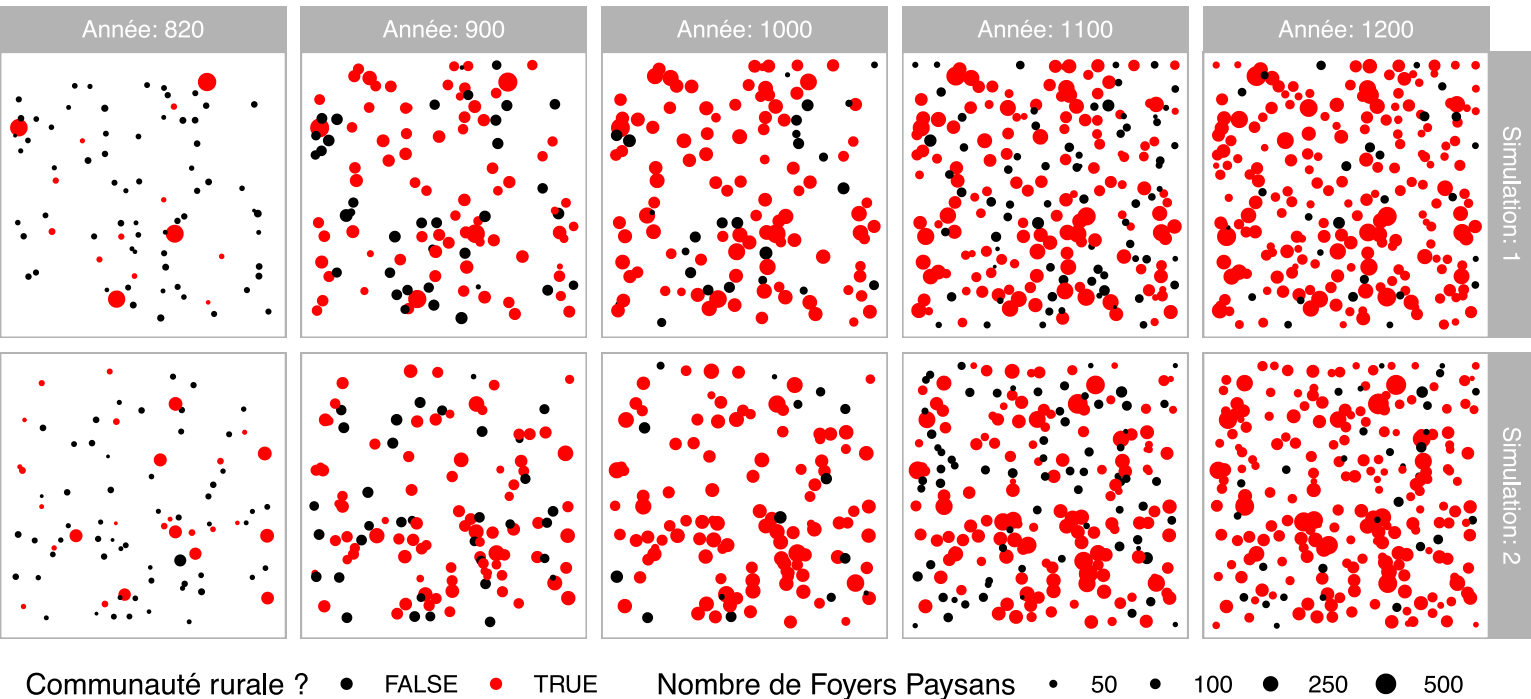 Année: 820 Année: 900 Année: 1000 Année: 1100 Année: 1200
Simulation: 1
Simulation: 2
Communauté rurale ? FALSE TRUE Nombre de Foyers Paysans 50 100 250 500